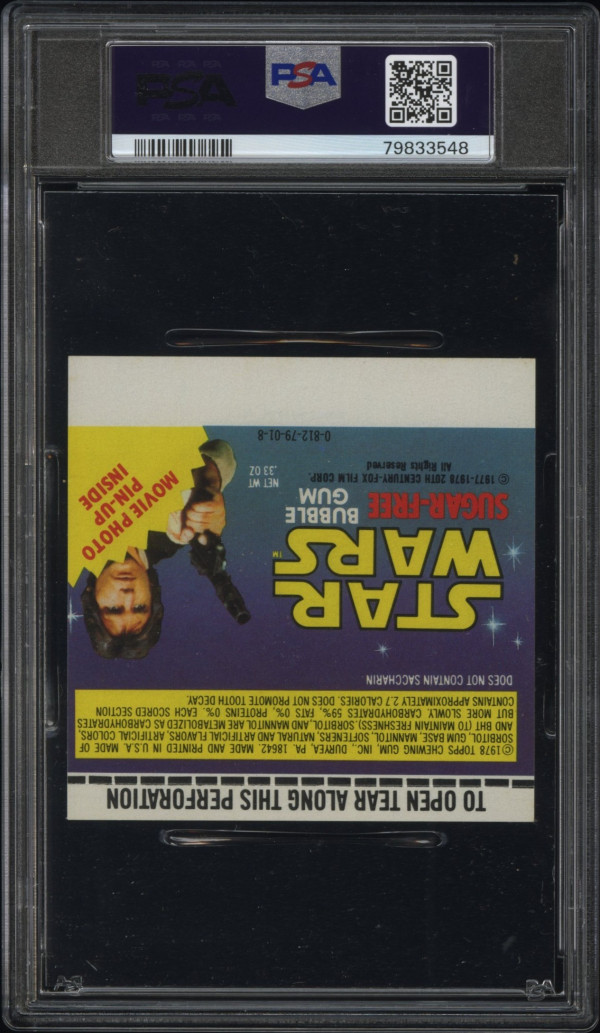 PSA
PSA
79833548
TO OPEN TEAR ALONG THIS PERFORATION
©1978 TOPPS CHEWING GUM, INC., DURYEA, PA. 18642. MADE AND PRINTED IN U.S.A. MADE OF
SORBITOL, GUM BASE, MANNITOL, SOFTENERS, NATURAL AND ARTIFICIAL FLAVORS, ARTIFICIAL COLORS,
AND BHT (TO MAINTAIN FRESHNESS). SORBITOL, AND MANNITOL ARE METABOLIZED AS CARBOHYDRATES
BUT MORE SLOWLY. CARBOHYDRATES 59%, FATS 0%, PROTEINS 0%. EACH SCORED SECTION
CONTAINS APPROXIMATELY 2.7 CALORIES. DOES NOT PROMOTE TOOTH DECAY.
DOES NOT CONTAIN SACCHARIN
STAR
WARS™
SUGAR-FREE
BUBBLE
GUM
© 1977-1978 20TH CENTURY-FOX FILM CORP.
All Rights Reserved
NET WT
.33 OZ
MOVIE PHOTO
PIN-UP
INSIDE
0-812-79-01-8
PSA
PSA